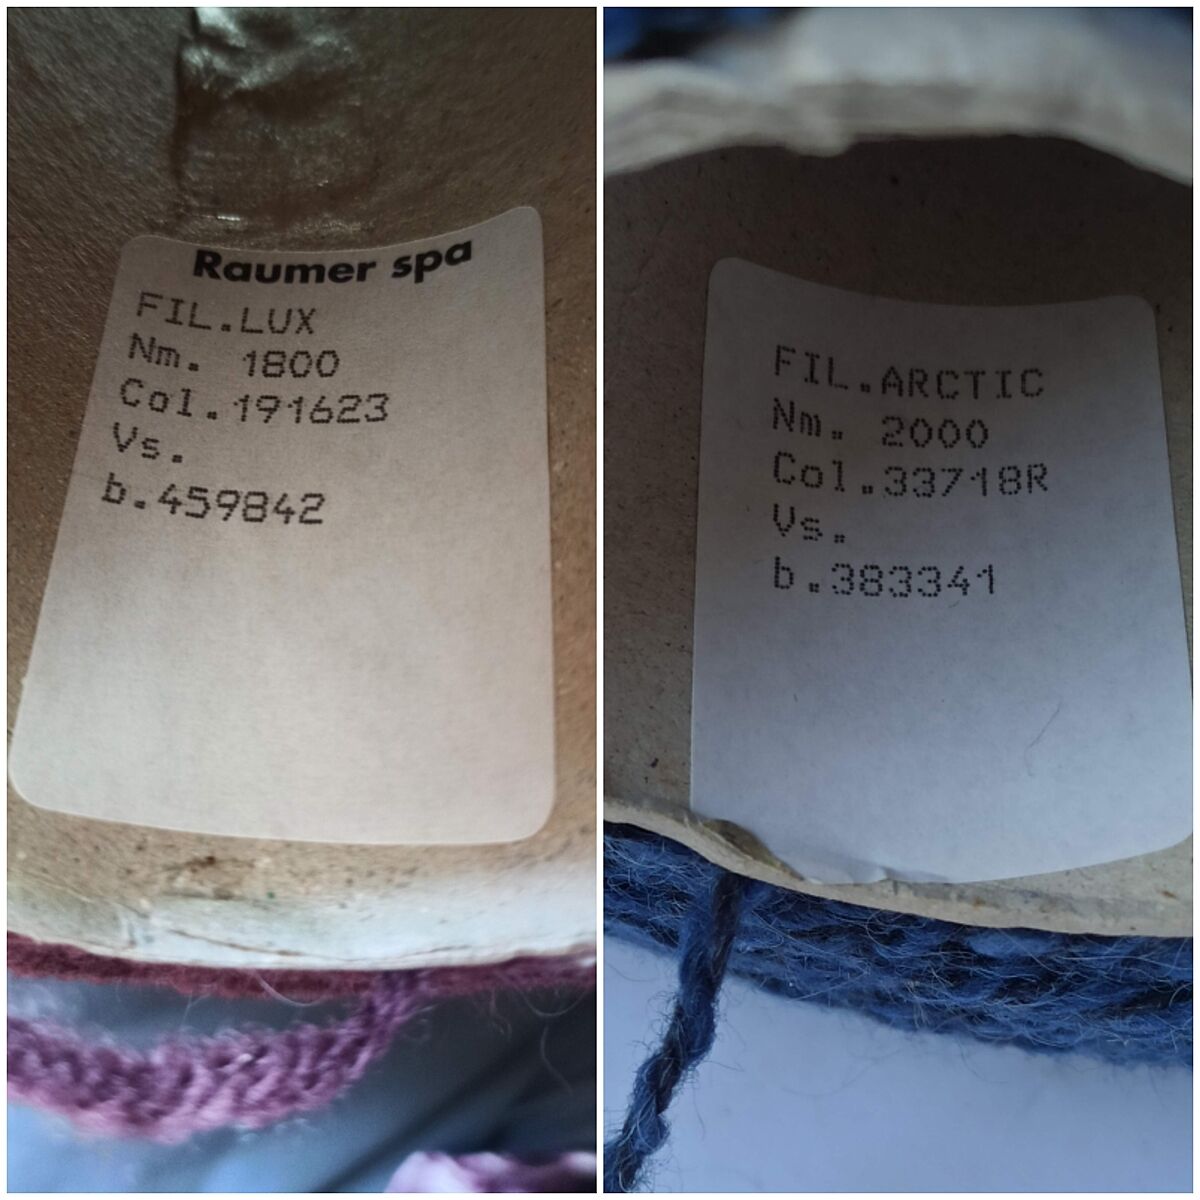 Raumer spa
FIL.LUX
Nm. 1800
Col.191623
Vs.
b.459842
FIL.ARCTIC
Nm. 2000
Col.33718R
Vs.
b.383341